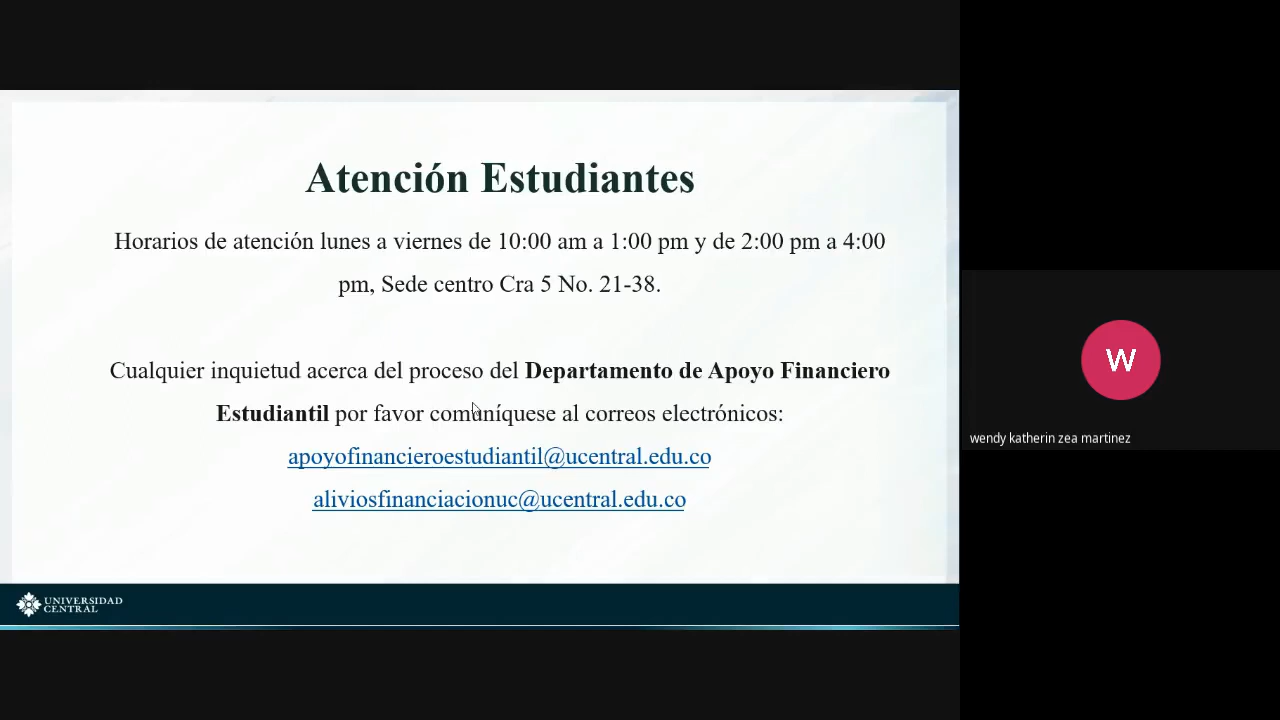 Atención Estudiantes
Horarios de atención lunes a viernes de 10:00 am a 1:00 pm y de 2:00 pm a 4:00
pm, Sede centro Cra 5 No. 21-38.
Cualquier inquietud acerca del proceso del Departamento de Apoyo Financiero
Estudiantil por favor comuníquese al correos electrónicos:
apoyofinancieroestudiantil@ucentral.edu.co
aliviosfinanciacionuc@ucentral.edu.co
UNIVERSIDAD
CENTRAL
W
wendy katherin zea martinez